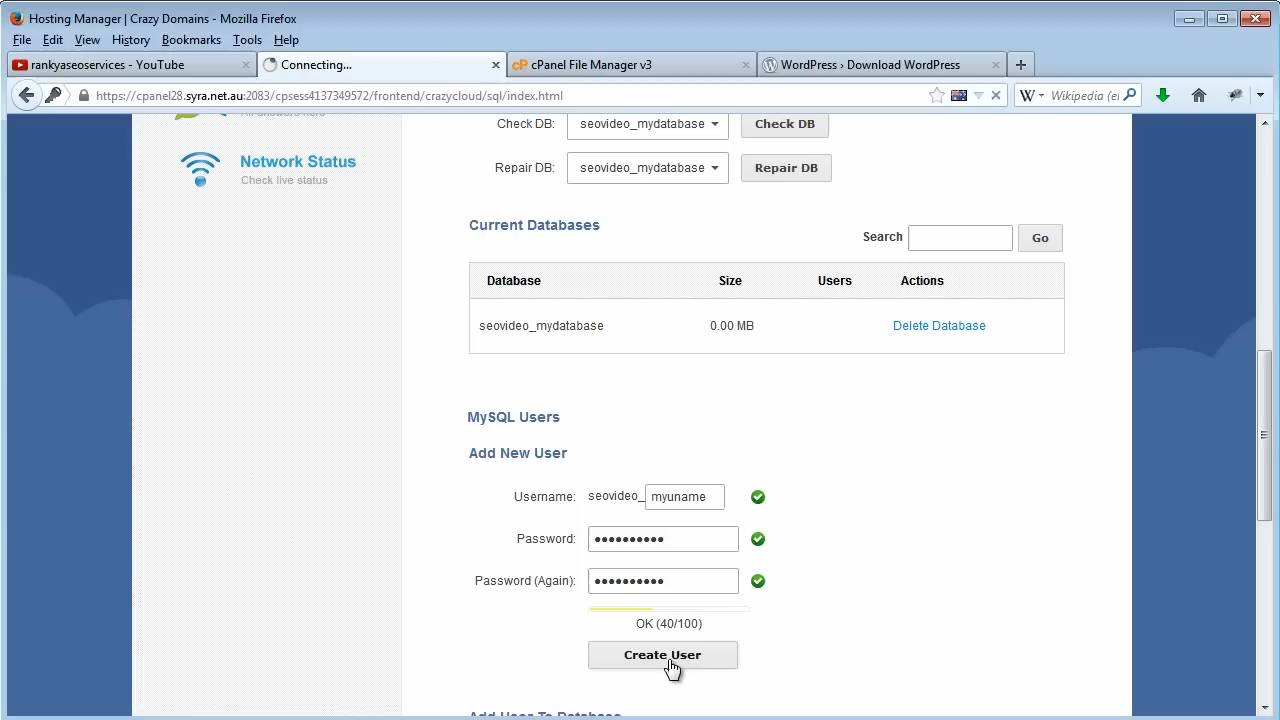 Hosting Manager | Crazy Domains - Mozilla Firefox
File Edit View History Bookmarks Tools Help
rankyaseoservices - YouTube
Connecting...
cP cPanel File Manager v3
WordPress › Download WordPress
https://cpanel28.syra.net.au:2083/cpsess4137349572/frontend/crazycloud/sql/index.html
W Wikipedia (e
All answers here
Check DB: seovideo_mydatabase Check DB
Network Status
Check live status
Repair DB: seovideo_mydatabase Repair DB
Current Databases
Search Go
Database Size Users Actions
seovideo_mydatabase 0.00 MB Delete Database
MySQL Users
Add New User
Username: seovideo_ myuname
Password: ●●●●●●●●●●
Password (Again): ●●●●●●●●●●
OK (40/100)
Create User
Add User To Database